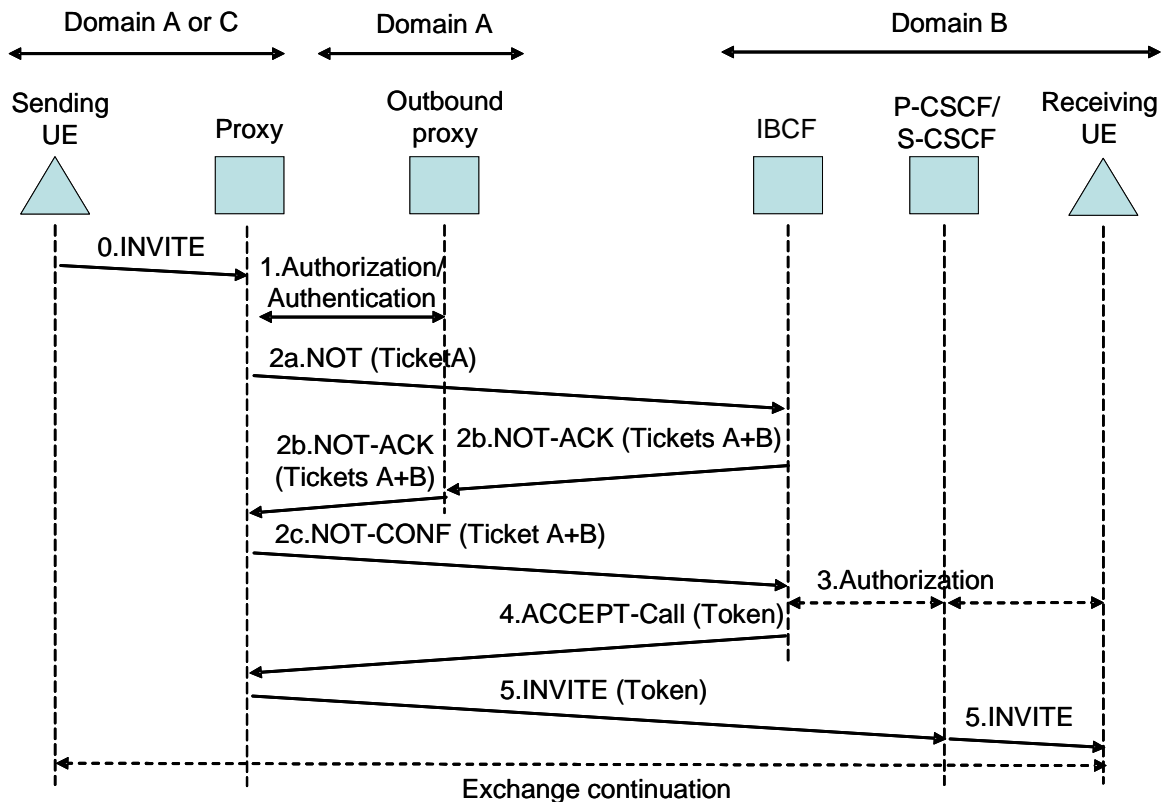 Domain A or C
Domain A
Domain B
Sending
UE
Proxy
Outbound
proxy
IBCF
P-CSCF/
S-CSCF
Receiving
UE
0.INVITE
1.Authorization/
Authentication
2a.NOT (TicketA)
2b.NOT-ACK
(Tickets A+B)
2b.NOT-ACK (Tickets A+B)
2c.NOT-CONF (Ticket A+B)
3.Authorization
4.ACCEPT-Call (Token)
5.INVITE (Token)
5.INVITE
Exchange continuation